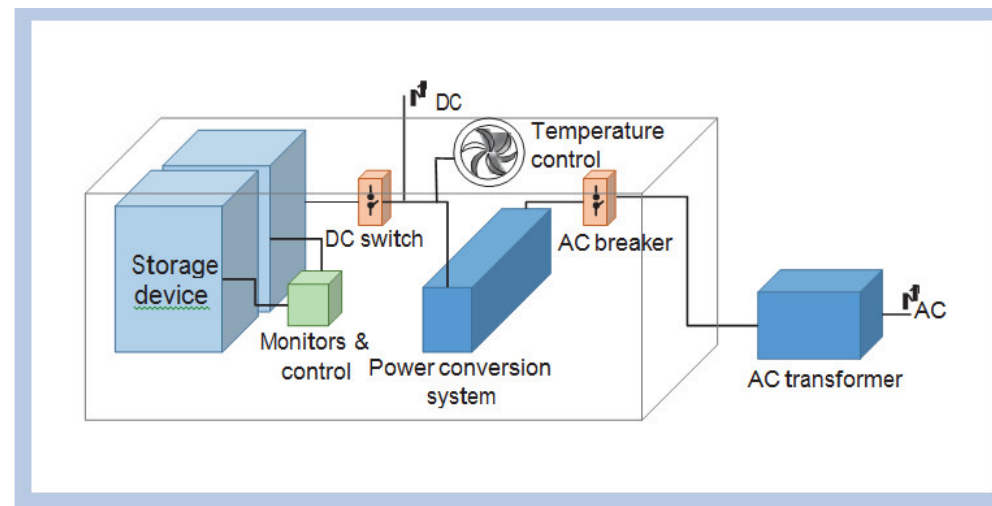 DC
Temperature
control
DC switch
AC breaker
Storage
device
Monitors &
control
Power conversion
system
AC
AC transformer